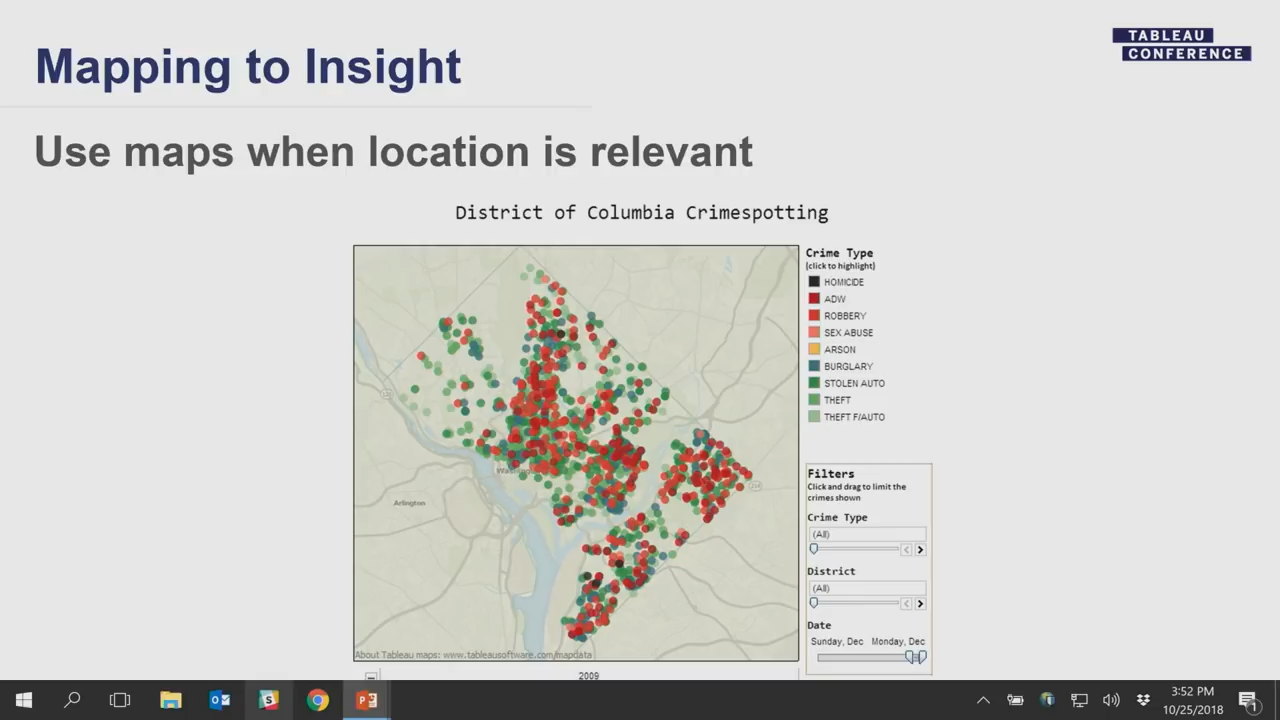 TABLEAU
CONFERENCE
Mapping to Insight
Use maps when location is relevant
District of Columbia Crimespotting
Crime Type
(click to highlight)
HOMICIDE
ADW
ROBBERY
SEX ABUSE
ARSON
BURGLARY
STOLEN AUTO
THEFT
THEFT F/AUTO
Arlington
About Tableau maps: www.tableausoftware.com/mapdata
Filters
Click and drag to limit the
crimes shown
Crime Type
(All)
District
(All)
Date
Sunday, Dec Monday, Dec
2009
3:52 PM
10/25/2018
1